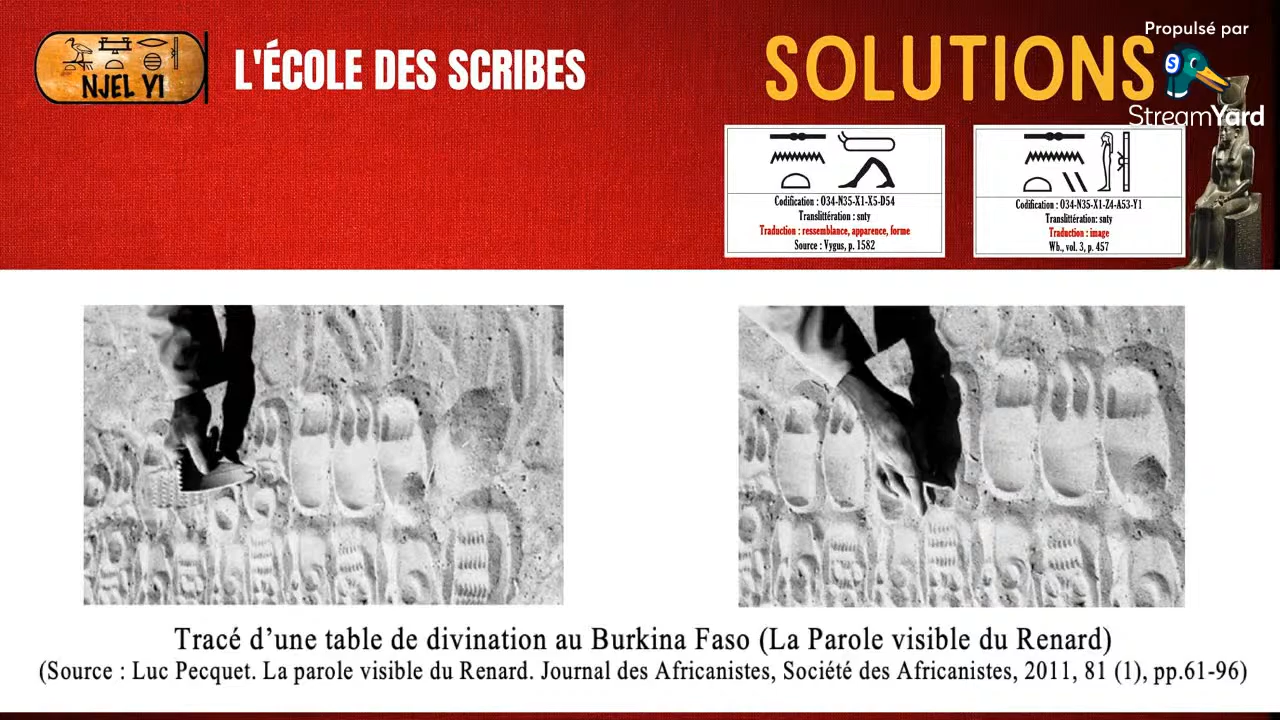 NJEL YI
L'ÉCOLE DES SCRIBES
SOLUTIONS
Propulsé par
StreamYard
Codification : O34-N35-X1-X5-D54
Translittération : snty
Traduction : ressemblance, apparence, forme
Source : Vygus, p. 1582
Codification : O34-N35-X1-Z4-A53-Y1
Translittération: snty
Traduction : image
Wb., vol. 3, p. 457
Tracé d’une table de divination au Burkina Faso (La Parole visible du Renard)
(Source : Luc Pecquet. La parole visible du Renard. Journal des Africanistes, Société des Africanistes, 2011, 81 (1), pp.61-96)